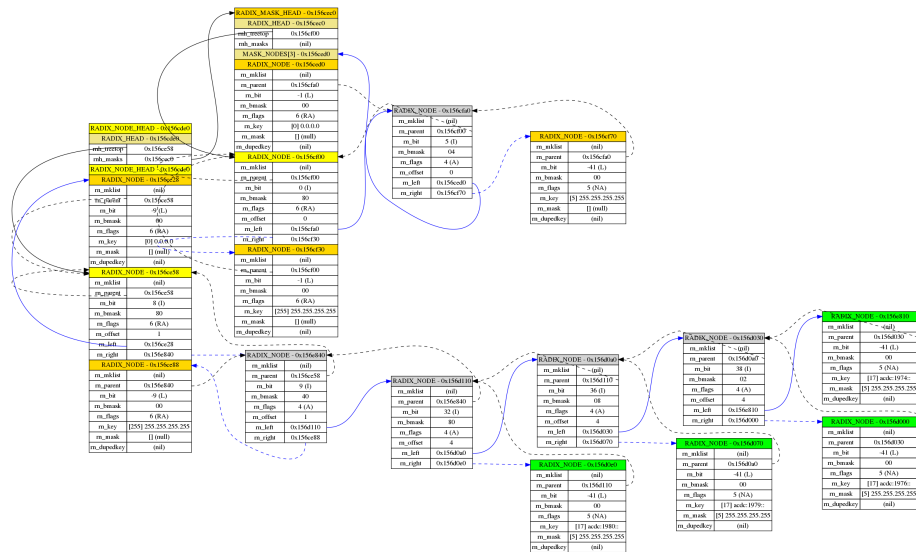 RADIX_MASK_HEAD - 0x156cec0
RADIX_HEAD - 0x156cec0
rnh_treetop 0x156cf00
rnh_masks (nil)
MASK_NODES[3] - 0x156ced0
RADIX_NODE - 0x156ced0
rn_mklist (nil)
rn_parent 0x156cfa0
rn_bit -1 (L)
rn_bmask 00
rn_flags 6 (RA)
rn_key [0] 0.0.0.0
rn_mask [] (null)
rn_dupedkey (nil)
RADIX_NODE - 0x156cf00
rn_mklist (nil)
rn_parent 0x156cf00
rn_bit 0 (I)
rn_bmask 80
rn_flags 6 (RA)
rn_offset 0
rn_left 0x156cfa0
rn_right 0x156cf30
RADIX_NODE - 0x156cf30
rn_mklist (nil)
rn_parent 0x156cf00
rn_bit -1 (L)
rn_bmask 00
rn_flags 6 (RA)
rn_key [255] 255.255.255.255
rn_mask [] (null)
rn_dupedkey (nil)
RADIX_NODE - 0x156cfa0
rn_mklist (nil)
rn_parent 0x156cf00
rn_bit 5 (I)
rn_bmask 04
rn_flags 4 (A)
rn_offset 0
rn_left 0x156ced0
rn_right 0x156cf70
RADIX_NODE - 0x156cf70
rn_mklist (nil)
rn_parent 0x156cfa0
rn_bit -41 (L)
rn_bmask 00
rn_flags 5 (NA)
rn_key [5] 255.255.255.255
rn_mask [] (null)
rn_dupedkey (nil)
RADIX_NODE_HEAD - 0x156cde0
RADIX_HEAD - 0x156cde0
rnh_treetop 0x156ce58
rnh_masks 0x156cec0
RADIX_NODE_HEAD - 0x156cde0
RADIX_NODE - 0x156ce28
rn_mklist (nil)
rn_parent 0x156ce58
rn_bit -9 (L)
rn_bmask 80
rn_flags 6 (RA)
rn_key [0] 0.0.0.0
rn_mask [] (null)
rn_dupedkey (nil)
RADIX_NODE - 0x156ce58
rn_mklist (nil)
rn_parent 0x156ce58
rn_bit 8 (I)
rn_bmask 80
rn_flags 6 (RA)
rn_offset 1
rn_left 0x156ce28
rn_right 0x156e840
RADIX_NODE - 0x156ce88
rn_mklist (nil)
rn_parent 0x156e840
rn_bit -9 (L)
rn_bmask 00
rn_flags 6 (RA)
rn_key [255] 255.255.255.255
rn_mask [] (null)
rn_dupedkey (nil)
RADIX_NODE - 0x156e840
rn_mklist (nil)
rn_parent 0x156ce58
rn_bit 9 (I)
rn_bmask 40
rn_flags 4 (A)
rn_offset 1
rn_left 0x156d110
rn_right 0x156ce88
RADIX_NODE - 0x156d110
rn_mklist (nil)
rn_parent 0x156e840
rn_bit 32 (I)
rn_bmask 80
rn_flags 4 (A)
rn_offset 4
rn_left 0x156d0a0
rn_right 0x156d0e0
RADIX_NODE - 0x156d0a0
rn_mklist (nil)
rn_parent 0x156d110
rn_bit 36 (I)
rn_bmask 08
rn_flags 4 (A)
rn_offset 4
rn_left 0x156d030
rn_right 0x156d070
RADIX_NODE - 0x156d0e0
rn_mklist (nil)
rn_parent 0x156d110
rn_bit -41 (L)
rn_bmask 00
rn_flags 5 (NA)
rn_key [17] acdc:1980::
rn_mask [5] 255.255.255.255
rn_dupedkey (nil)
RADIX_NODE - 0x156d030
rn_mklist (nil)
rn_parent 0x156d0a0
rn_bit 38 (I)
rn_bmask 02
rn_flags 4 (A)
rn_offset 4
rn_left 0x156e810
rn_right 0x156d000
RADIX_NODE - 0x156d070
rn_mklist (nil)
rn_parent 0x156d0a0
rn_bit -41 (L)
rn_bmask 00
rn_flags 5 (NA)
rn_key [17] acdc:1979::
rn_mask [5] 255.255.255.255
rn_dupedkey (nil)
RADIX_NODE - 0x156e810
rn_mklist (nil)
rn_parent 0x156d030
rn_bit -41 (L)
rn_bmask 00
rn_flags 5 (NA)
rn_key [17] acdc:1974::
rn_mask [5] 255.255.255.255
rn_dupedkey (nil)
RADIX_NODE - 0x156d000
rn_mklist (nil)
rn_parent 0x156d030
rn_bit -41 (L)
rn_bmask 00
rn_flags 5 (NA)
rn_key [17] acdc:1976::
rn_mask [5] 255.255.255.255
rn_dupedkey (nil)